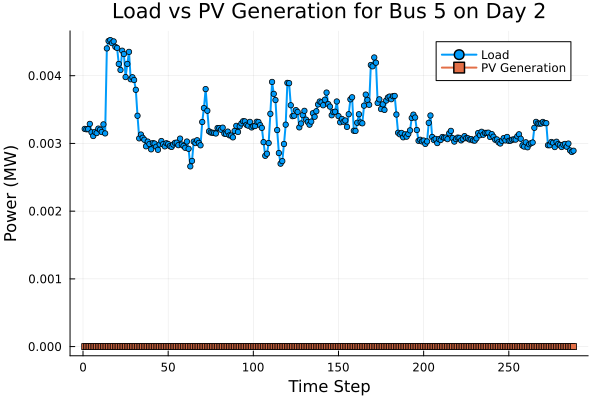 Load vs PV Generation for Bus 5 on Day 2
Load
PV Generation
Power (MW)
0.004
0.003
0.002
0.001
0.000
0 50 100 150 200 250
Time Step